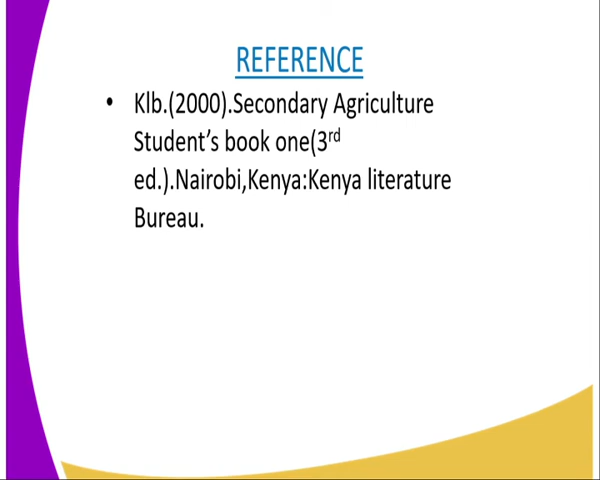 REFERENCE
• Klb.(2000).Secondary Agriculture
Student’s book one(3rd
ed.).Nairobi,Kenya:Kenya literature
Bureau.